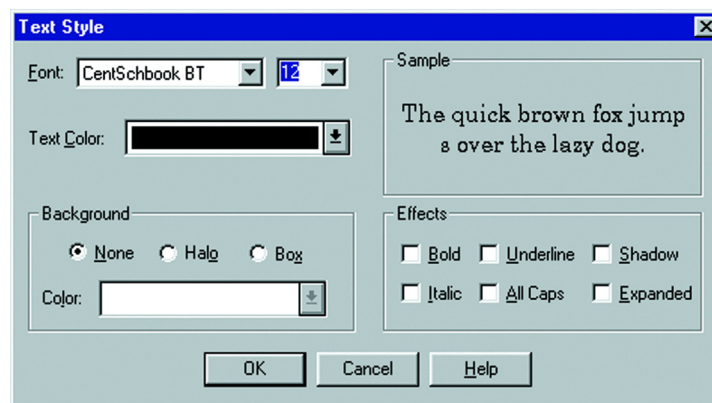 Text Style
Font: CentSchbook BT 12
Text Color:
Sample
The quick brown fox jump
s over the lazy dog.
Background
None Halo Box
Color:
Effects
Bold Underline Shadow
Italic All Caps Expanded
OK Cancel Help